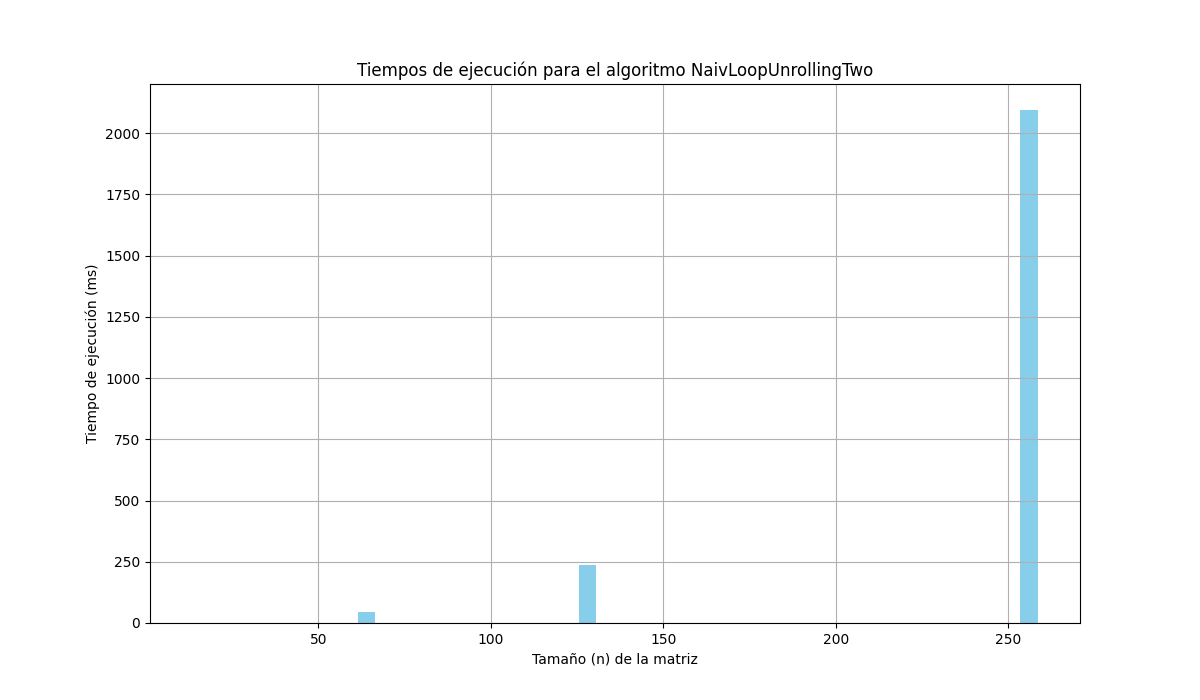 Tiempos de ejecución para el algoritmo NaivLoopUnrollingTwo
2000
1750
1500
1250
1000
750
500
250
0
Tiempo de ejecución (ms)
50 100 150 200 250
Tamaño (n) de la matriz